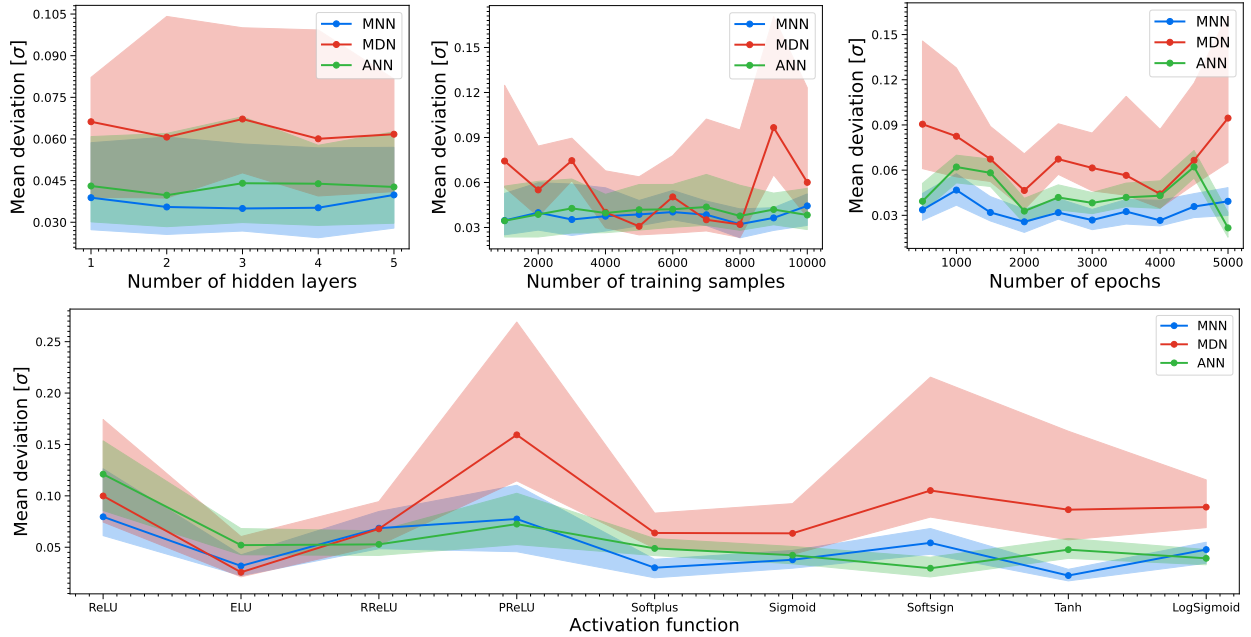 0.105
0.090
0.075
0.060
0.045
0.030
Mean deviation [σ]
MNN
MDN
ANN
1
2
3
4
5
Number of hidden layers
0.15
0.12
0.09
0.06
0.03
Mean deviation [σ]
MNN
MDN
ANN
2000
4000
6000
8000
10000
Number of training samples
0.15
0.12
0.09
0.06
0.03
Mean deviation [σ]
MNN
MDN
ANN
1000
2000
3000
4000
5000
Number of epochs
0.25
0.20
0.15
0.10
0.05
Mean deviation [σ]
MNN
MDN
ANN
ReLU
ELU
RReLU
PReLU
Softplus
Sigmoid
Softsign
Tanh
LogSigmoid
Activation function